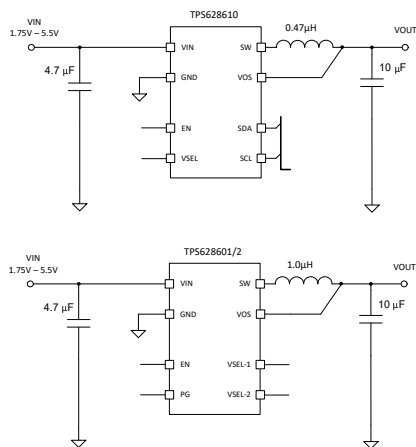 TPS628610
VIN
1.75V – 5.5V
4.7 µF
VIN
GND
EN
VSEL
SW
VOS
SDA
SCL
0.47µH
VOUT
10 µF
TPS628601/2
VIN
1.75V – 5.5V
4.7 µF
VIN
GND
EN
PG
SW
VOS
VSEL-1
VSEL-2
1.0µH
VOUT
10 µF